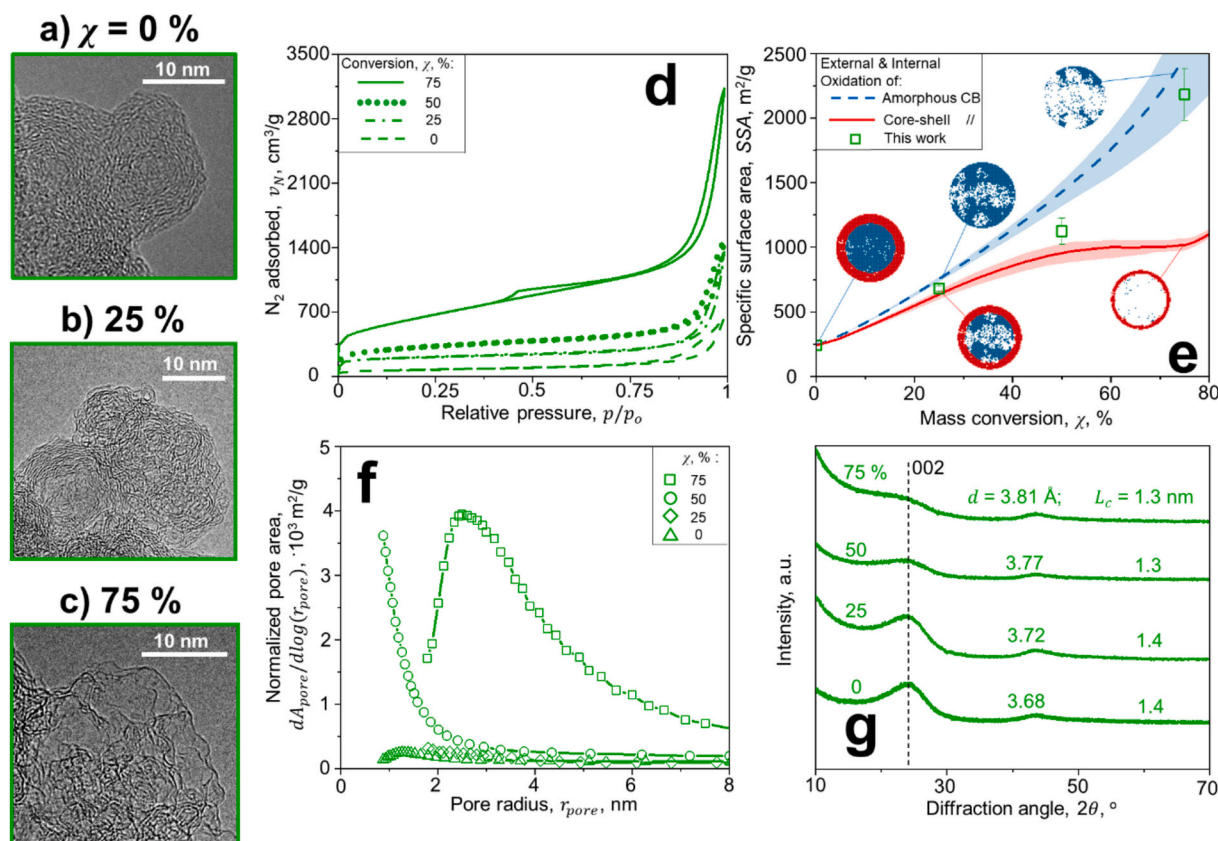 a) χ = 0 %
10 nm
b) 25 %
10 nm
c) 75 %
10 nm
d
Conversion, χ, %:
75
50
25
0
3500
2800
2100
1400
700
0
N₂ adsorbed, v_N, cm³/g
0 0.25 0.5 0.75 1
Relative pressure, p/p_o
e
External & Internal
Oxidation of:
Amorphous CB
Core-shell //
This work
2500
2000
1500
1000
500
0
Specific surface area, SSA, m²/g
0 20 40 60 80
Mass conversion, χ, %
f
χ, % :
75
50
25
0
5
4
3
2
1
0
Normalized pore area,
dA_pore/dlog(r_pore), ·10³ m²/g
0 2 4 6 8
Pore radius, r_pore, nm
g
002
75 % d = 3.81 Å; L_c = 1.3 nm
50 3.77 1.3
25 3.72 1.4
0 3.68 1.4
Intensity, a.u.
10 30 50 70
Diffraction angle, 2θ, °